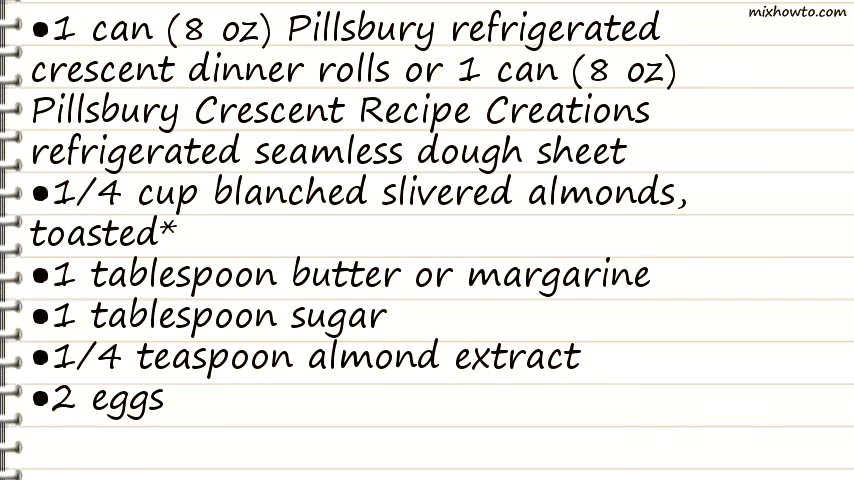 mixhowto.com
•1 can (8 oz) Pillsbury refrigerated
crescent dinner rolls or 1 can (8 oz)
Pillsbury Crescent Recipe Creations
refrigerated seamless dough sheet
•1/4 cup blanched slivered almonds,
toasted*
•1 tablespoon butter or margarine
•1 tablespoon sugar
•1/4 teaspoon almond extract
•2 eggs